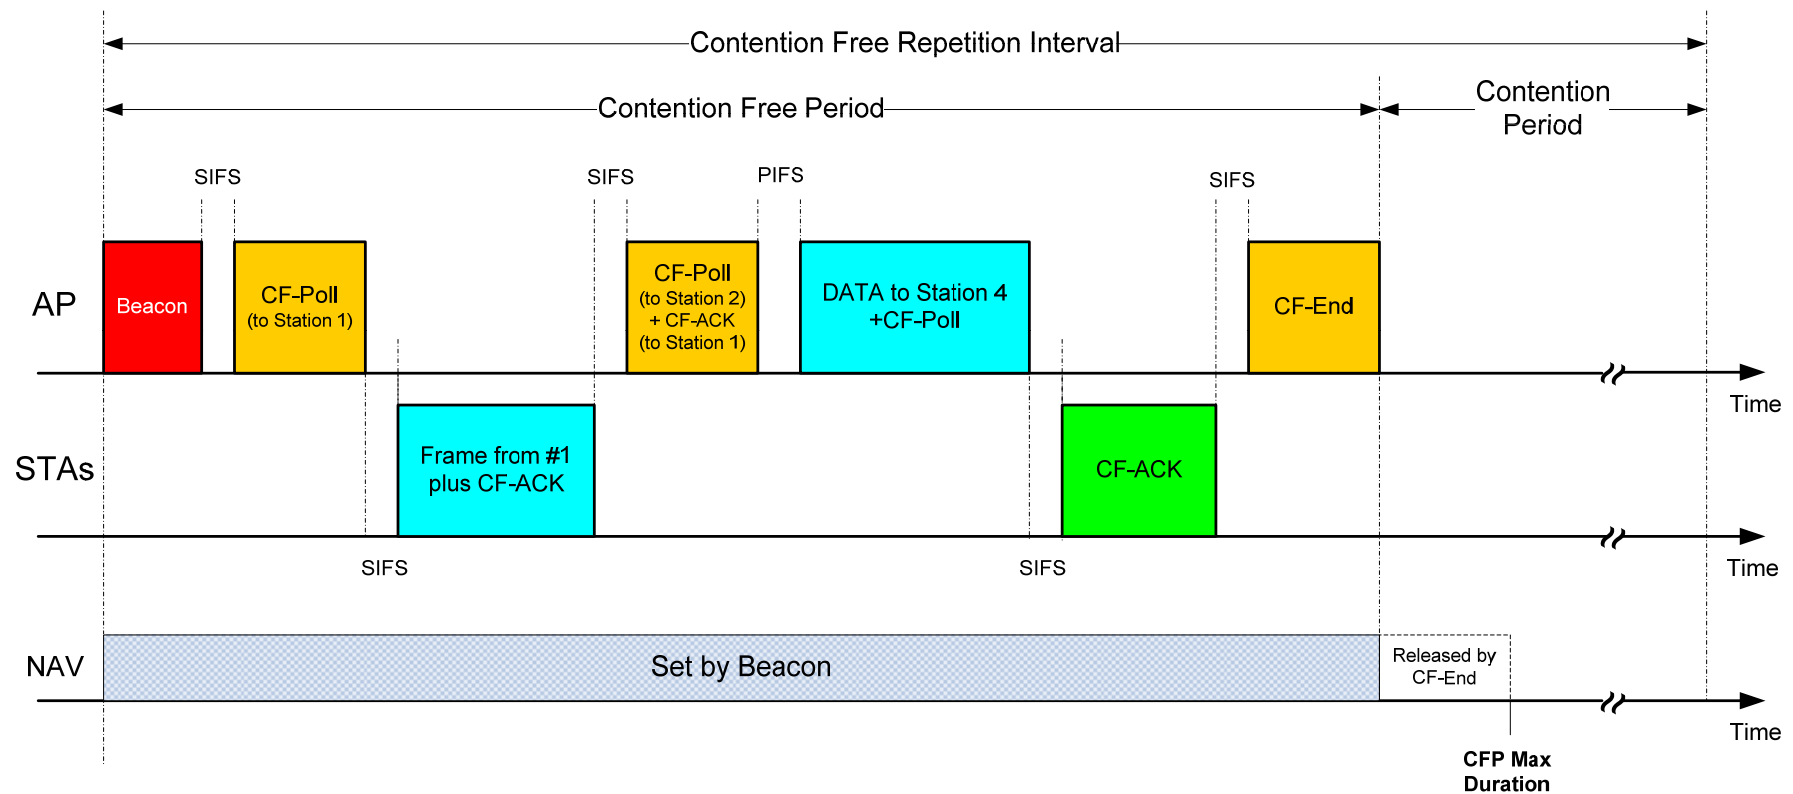 Contention Free Repetition Interval
Contention Free Period
Contention
Period
SIFS
SIFS
PIFS
SIFS
AP
Beacon
CF-Poll
(to Station 1)
CF-Poll
(to Station 2)
+ CF-ACK
(to Station 1)
DATA to Station 4
+CF-Poll
CF-End
Time
STAs
Frame from #1
plus CF-ACK
CF-ACK
SIFS
SIFS
Time
NAV
Set by Beacon
Released by
CF-End
Time
CFP Max
Duration